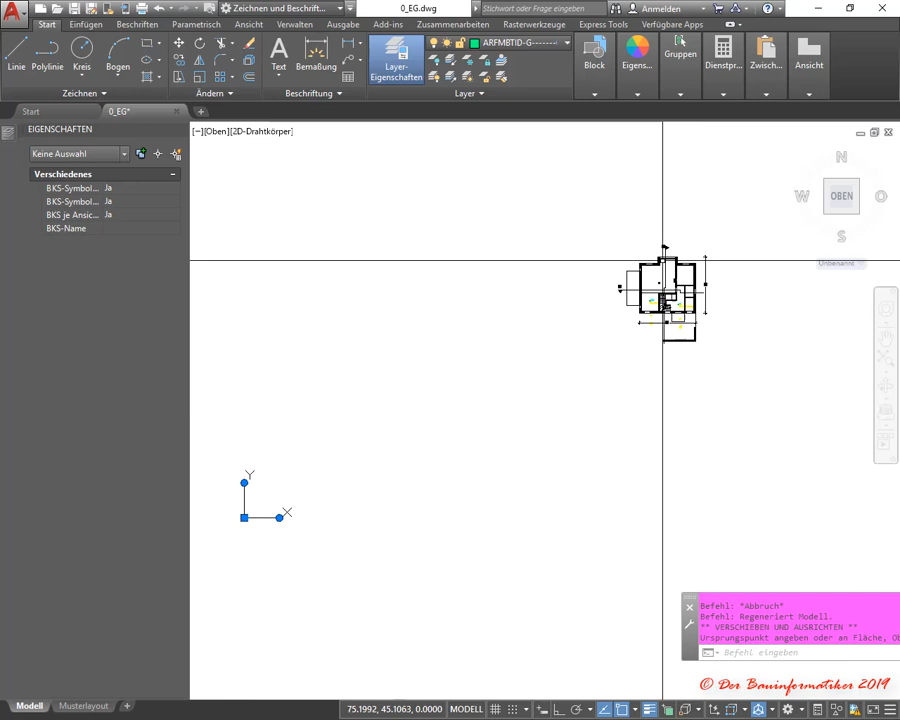 Zeichnen und Beschrift... 0_EG.dwg Stichwort oder Frage eingeben Anmelden
Start Einfügen Beschriften Parametrisch Ansicht Verwalten Ausgabe Add-ins Zusammenarbeiten Rasterwerkzeuge Express Tools Verfügbare Apps
Linie Polylinie Kreis Bogen Text Bemaßung Layer-Eigenschaften ARFMBTID-G------- Block Eigens... Gruppen Dienstpr... Zwisch... Ansicht
Zeichnen Ändern Beschriftung Layer
Start 0_EG*
EIGENSCHAFTEN
[−][Oben][2D-Drahtkörper]
Keine Auswahl
Verschiedenes
BKS-Symbol... Ja
BKS-Symbol... Ja
BKS je Ansic... Ja
BKS-Name
N
W OBEN O
S
Unbenannt
Y
X
Befehl: *Abbruch*
Befehl: Regeneriert Modell.
** VERSCHIEBEN UND AUSRICHTEN **
Ursprungspunkt angeben oder an Fläche, Ob
Befehl eingeben
© Der Bauinformatiker 2019
Modell Musterlayout + 75.1992, 45.1063, 0.0000 MODELL